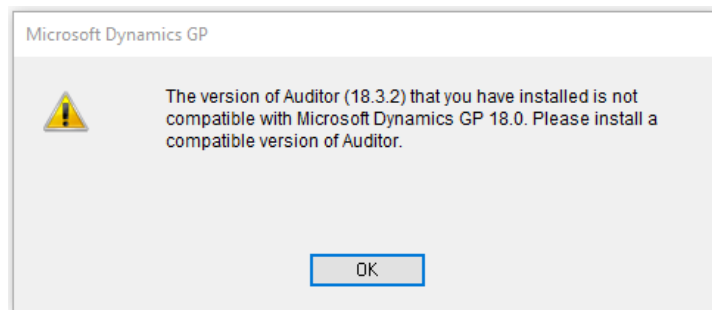 Microsoft Dynamics GP
The version of Auditor (18.3.2) that you have installed is not
compatible with Microsoft Dynamics GP 18.0. Please install a
compatible version of Auditor.
OK